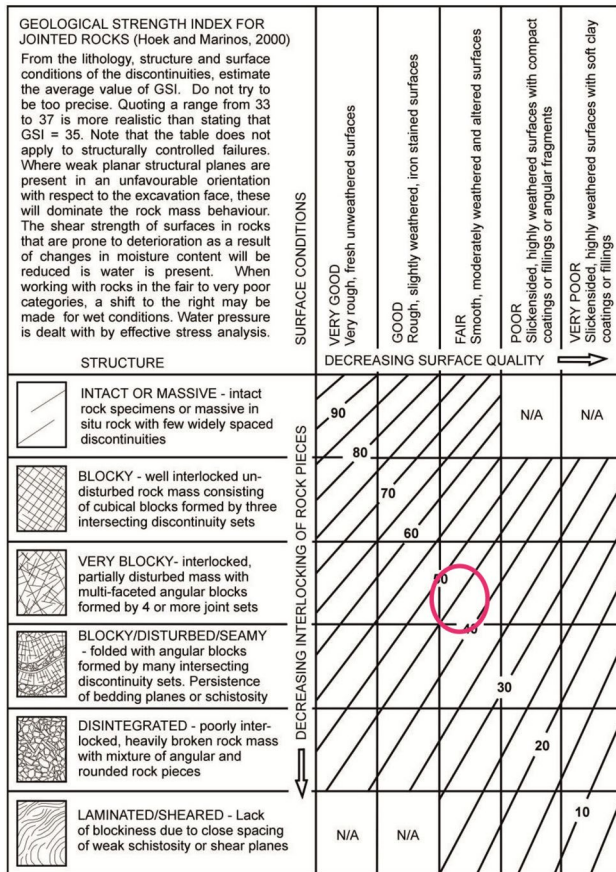 GEOLOGICAL STRENGTH INDEX FOR
JOINTED ROCKS (Hoek and Marinos, 2000)
From the lithology, structure and surface
conditions of the discontinuities, estimate
the average value of GSI. Do not try to
be too precise. Quoting a range from 33
to 37 is more realistic than stating that
GSI = 35. Note that the table does not
apply to structurally controlled failures.
Where weak planar structural planes are
present in an unfavourable orientation
with respect to the excavation face, these
will dominate the rock mass behaviour.
The shear strength of surfaces in rocks
that are prone to deterioration as a result
of changes in moisture content will be
reduced is water is present. When
working with rocks in the fair to very poor
categories, a shift to the right may be
made for wet conditions. Water pressure
is dealt with by effective stress analysis.
STRUCTURE
SURFACE CONDITIONS
VERY GOOD
Very rough, fresh unweathered surfaces
GOOD
Rough, slightly weathered, iron stained surfaces
FAIR
Smooth, moderately weathered and altered surfaces
POOR
Slickensided, highly weathered surfaces with compact
coatings or fillings or angular fragments
VERY POOR
Slickensided, highly weathered surfaces with soft clay
coatings or fillings
DECREASING SURFACE QUALITY
DECREASING INTERLOCKING OF ROCK PIECES
INTACT OR MASSIVE - intact
rock specimens or massive in
situ rock with few widely spaced
discontinuities
90
N/A
N/A
80
BLOCKY - well interlocked un-
disturbed rock mass consisting
of cubical blocks formed by three
intersecting discontinuity sets
70
60
VERY BLOCKY- interlocked,
partially disturbed mass with
multi-faceted angular blocks
formed by 4 or more joint sets
50
40
BLOCKY/DISTURBED/SEAMY
- folded with angular blocks
formed by many intersecting
discontinuity sets. Persistence
of bedding planes or schistosity
30
DISINTEGRATED - poorly inter-
locked, heavily broken rock mass
with mixture of angular and
rounded rock pieces
20
LAMINATED/SHEARED - Lack
of blockiness due to close spacing
of weak schistosity or shear planes
N/A
N/A
10